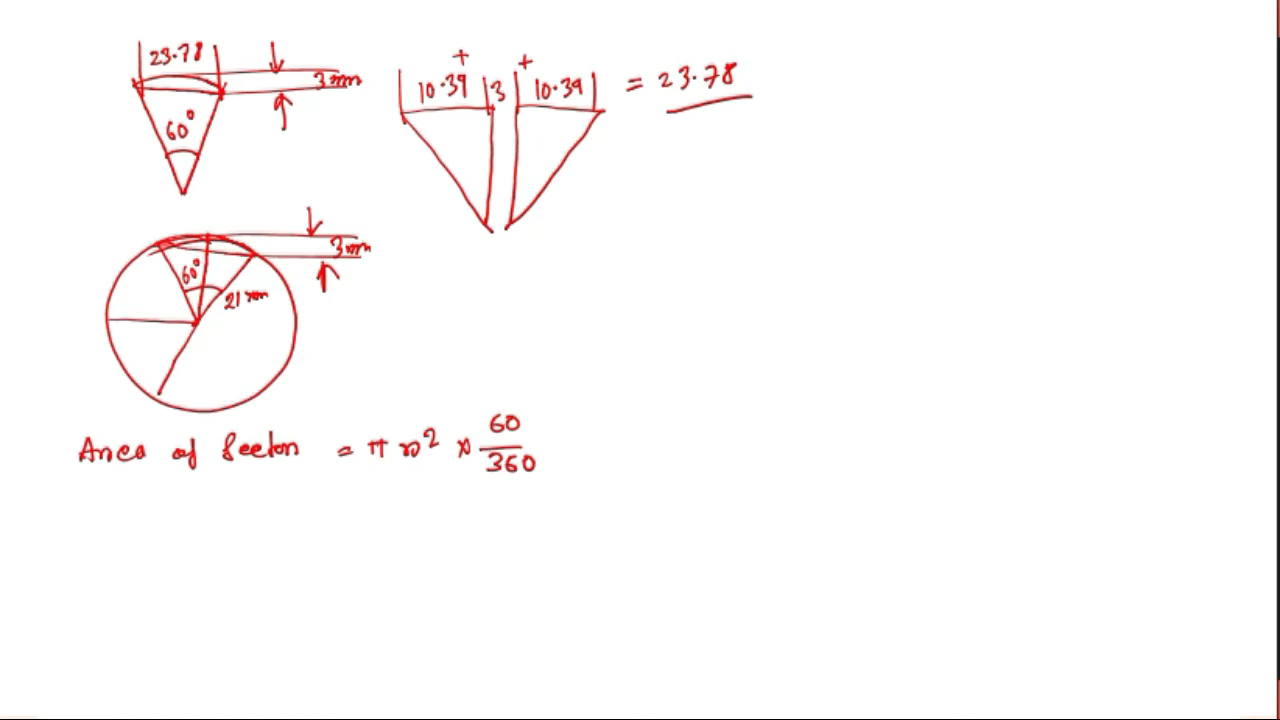 23.78
3mm
60°
+ +
10.39 3 10.39 = 23.78
3mm
60°
21mm
Area of Sector = π r² × 60/360